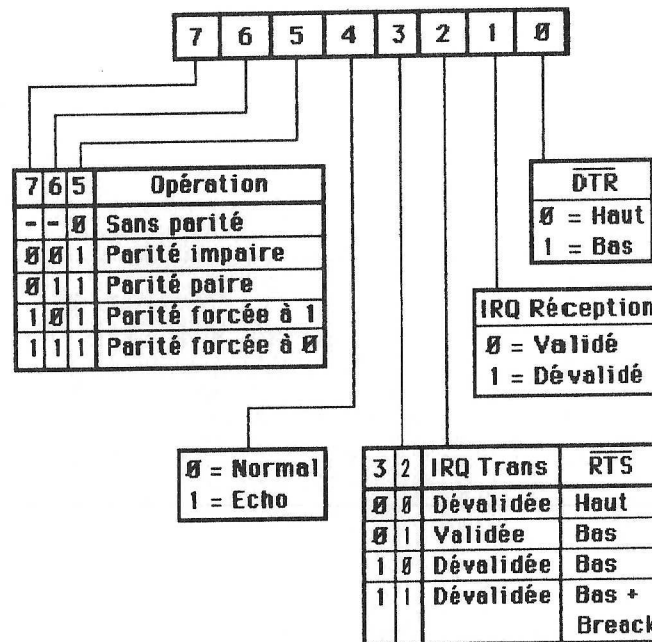 7 6 5 4 3 2 1 Ø
7 6 5 Opération
- - Ø Sans parité
Ø Ø 1 Parité impaire
Ø 1 1 Parité paire
1 Ø 1 Parité forcée à 1
1 1 1 Parité forcée à Ø
DTR
Ø = Haut
1 = Bas
IRQ Réception
Ø = Validé
1 = Dévalidé
Ø = Normal
1 = Echo
3 2 IRQ Trans RTS
Ø Ø Dévalidée Haut
Ø 1 Validée Bas
1 Ø Dévalidée Bas
1 1 Dévalidée Bas +
Breack